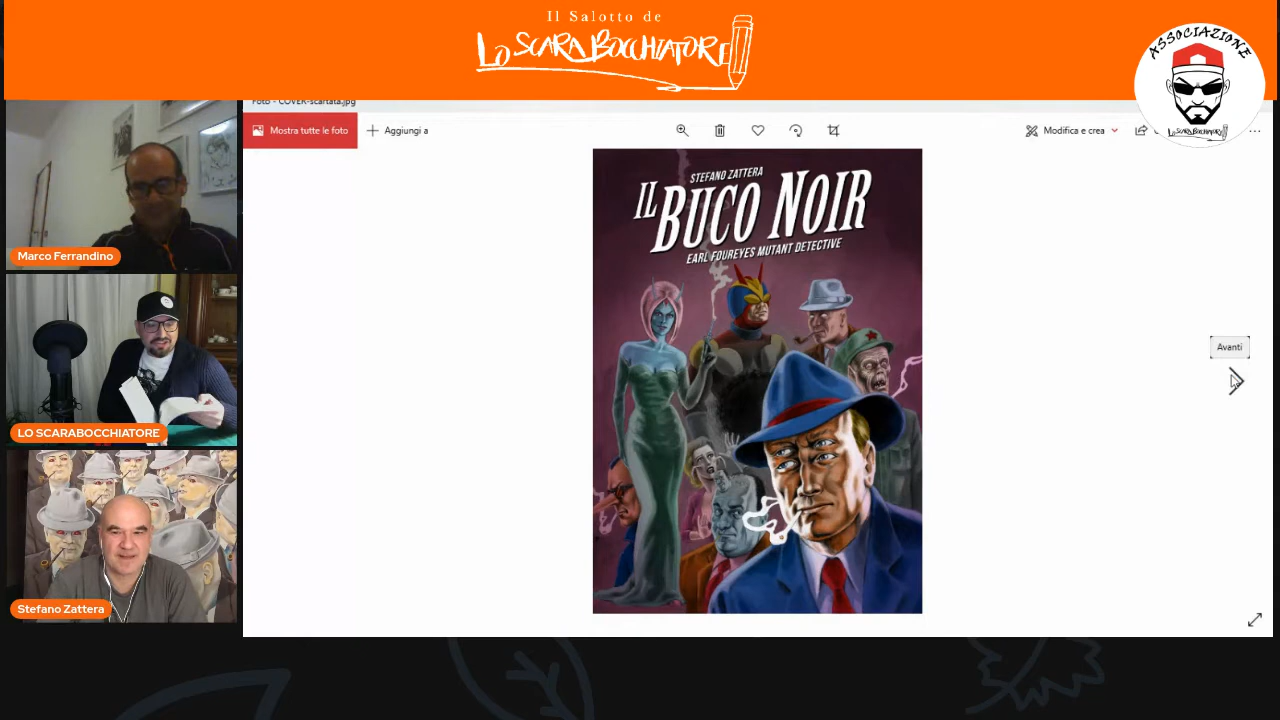 Il Salotto de
LO SCARABOCCHIATORE
ASSOCIAZIONE
LO SCARABOCCHIATORE
Foto - COVER-scartata.jpg
Mostra tutte le foto
Aggiungi a
Modifica e crea
STEFANO ZATTERA
IL BUCO NOIR
EARL FOUREYES MUTANT DETECTIVE
Avanti
Marco Ferrandino
LO SCARABOCCHIATORE
Stefano Zattera